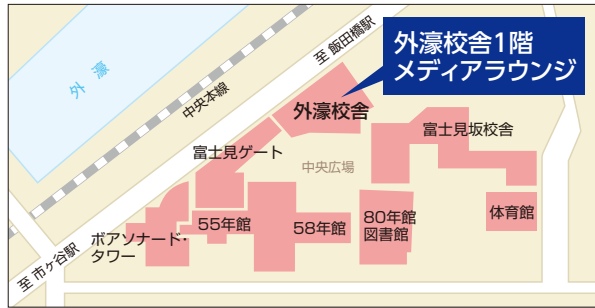 外濠校舎1階
メディアラウンジ
至 飯田橋駅
外 濠
中央本線
外濠校舎
富士見坂校舎
富士見ゲート
中央広場
55年館
58年館
80年館
図書館
体育館
ボアソナード・
タワー
至 市ヶ谷駅